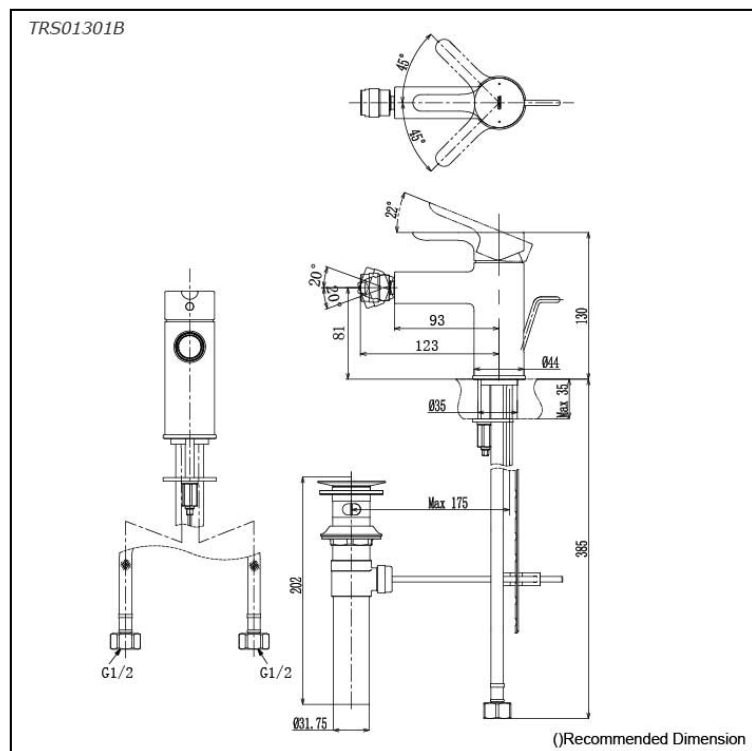 TRS01301B
45°
45°
22°
20°
20°
81
93
123
130
Ø44
Ø35
Max 35
Max 175
202
385
G1/2
G1/2
Ø31.75
()Recommended Dimension